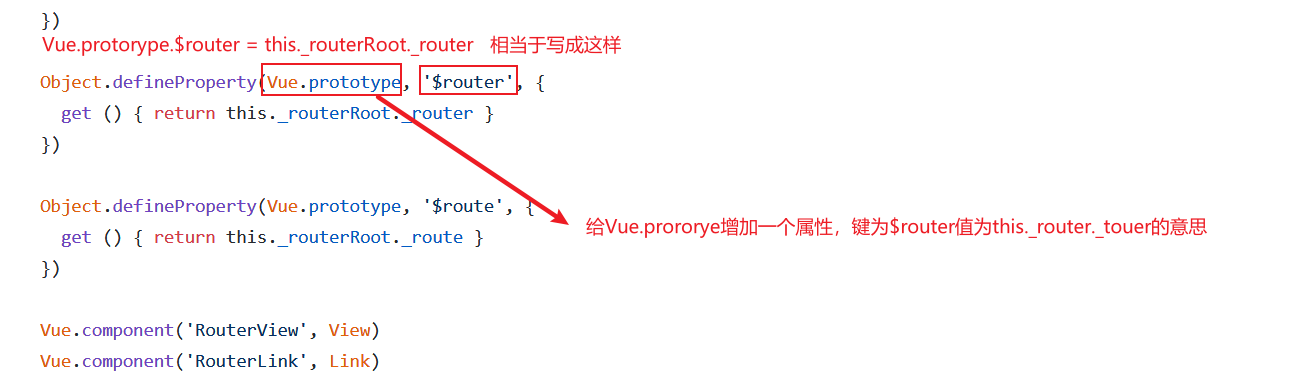 })
Vue.protorype.$router = this._routerRoot._router 相当于写成这样
Object.defineProperty(Vue.prototype, '$router', {
  get () { return this._routerRoot._router }
})
Object.defineProperty(Vue.prototype, '$route', {
  get () { return this._routerRoot._route }
给Vue.prororye增加一个属性，键为$router值为this._router._touer的意思
})
Vue.component('RouterView', View)
Vue.component('RouterLink', Link)